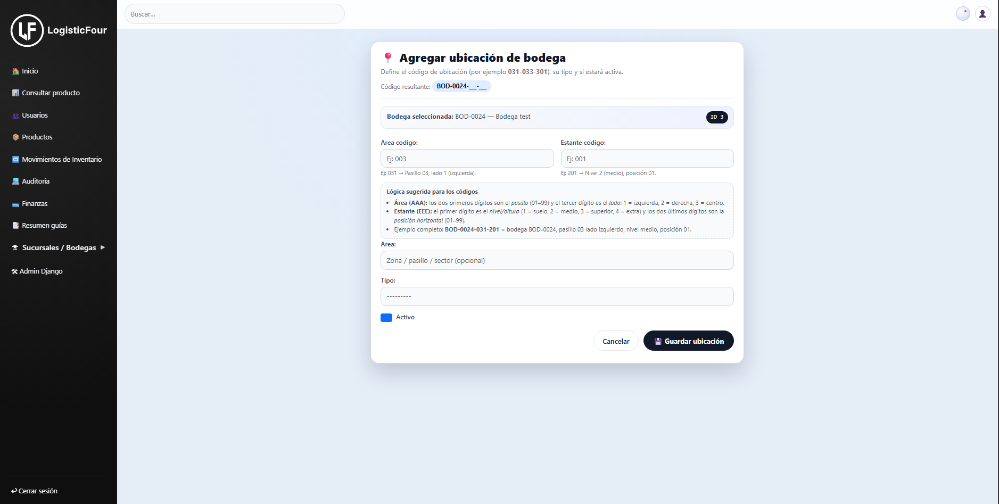 LogisticFour
Buscar...
Inicio
Consultar producto
Usuarios
Productos
Movimientos de Inventario
Auditoria
Finanzas
Resumen guías
Sucursales / Bodegas ▶
Admin Django
Cerrar sesión
Agregar ubicación de bodega
Define el código de ubicación (por ejemplo 031-033-301), su tipo y si estará activa.
Código resultante: BOD-0024-__-__
Bodega seleccionada: BOD-0024 — Bodega test
ID 3
Area codigo:
Estante codigo:
Ej: 003
Ej: 001
Ej: 031 → Pasillo 03, lado 1 (izquierda).
Ej: 201 → Nivel 2 (medio), posición 01.
Lógica sugerida para los códigos
• Área (AAA): los dos primeros dígitos son el pasillo (01–99) y el tercer dígito es el lado: 1 = izquierda, 2 = derecha, 3 = centro.
• Estante (EEE): el primer dígito es el nivel/altura (1 = suelo, 2 = medio, 3 = superior, 4 = extra) y los dos últimos dígitos son la
posición horizontal (01–99).
• Ejemplo completo: BOD-0024-031-201 = bodega BOD-0024, pasillo 03 lado izquierdo, nivel medio, posición 01.
Area:
Zona / pasillo / sector (opcional)
Tipo:
---------
Activo
Cancelar
Guardar ubicación